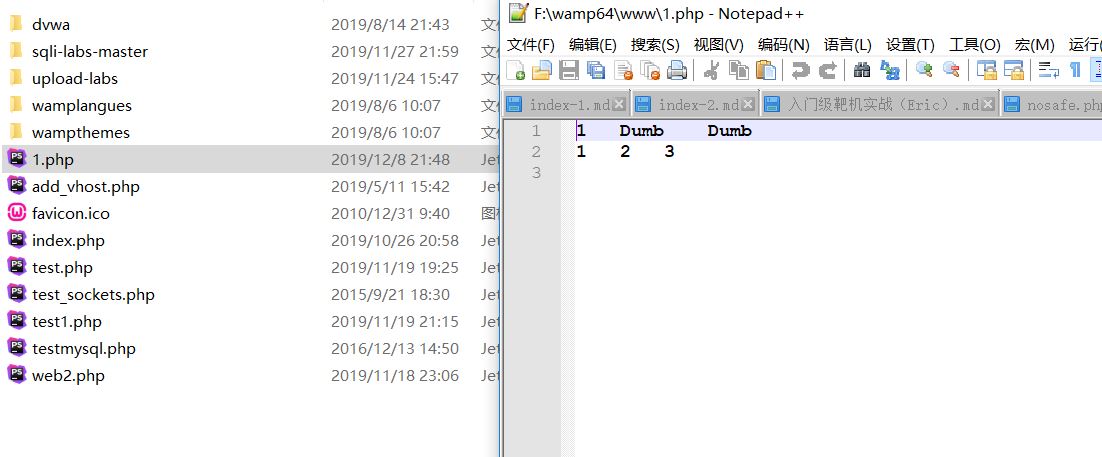 dvwa 2019/8/14 21:43 文件
sqli-labs-master 2019/11/27 21:59 文件
upload-labs 2019/11/24 15:47 文件
wamplangues 2019/8/6 10:07 文件
wampthemes 2019/8/6 10:07 文件
1.php 2019/12/8 21:48 Jet
add_vhost.php 2019/5/11 15:42 Jet
favicon.ico 2010/12/31 9:40 图标
index.php 2019/10/26 20:58 Jet
test.php 2019/11/19 19:25 Jet
test_sockets.php 2015/9/21 18:30 Jet
test1.php 2019/11/19 21:15 Jet
testmysql.php 2016/12/13 14:50 Jet
web2.php 2019/11/18 23:06 Jet
F:\wamp64\www\1.php - Notepad++
文件(F) 编辑(E) 搜索(S) 视图(V) 编码(N) 语言(L) 设置(T) 工具(O) 宏(M) 运行(
index-1.md index-2.md 入门级靶机实战（Eric）.md nosafe.php
1 1 Dumb Dumb
2 1 2 3
3